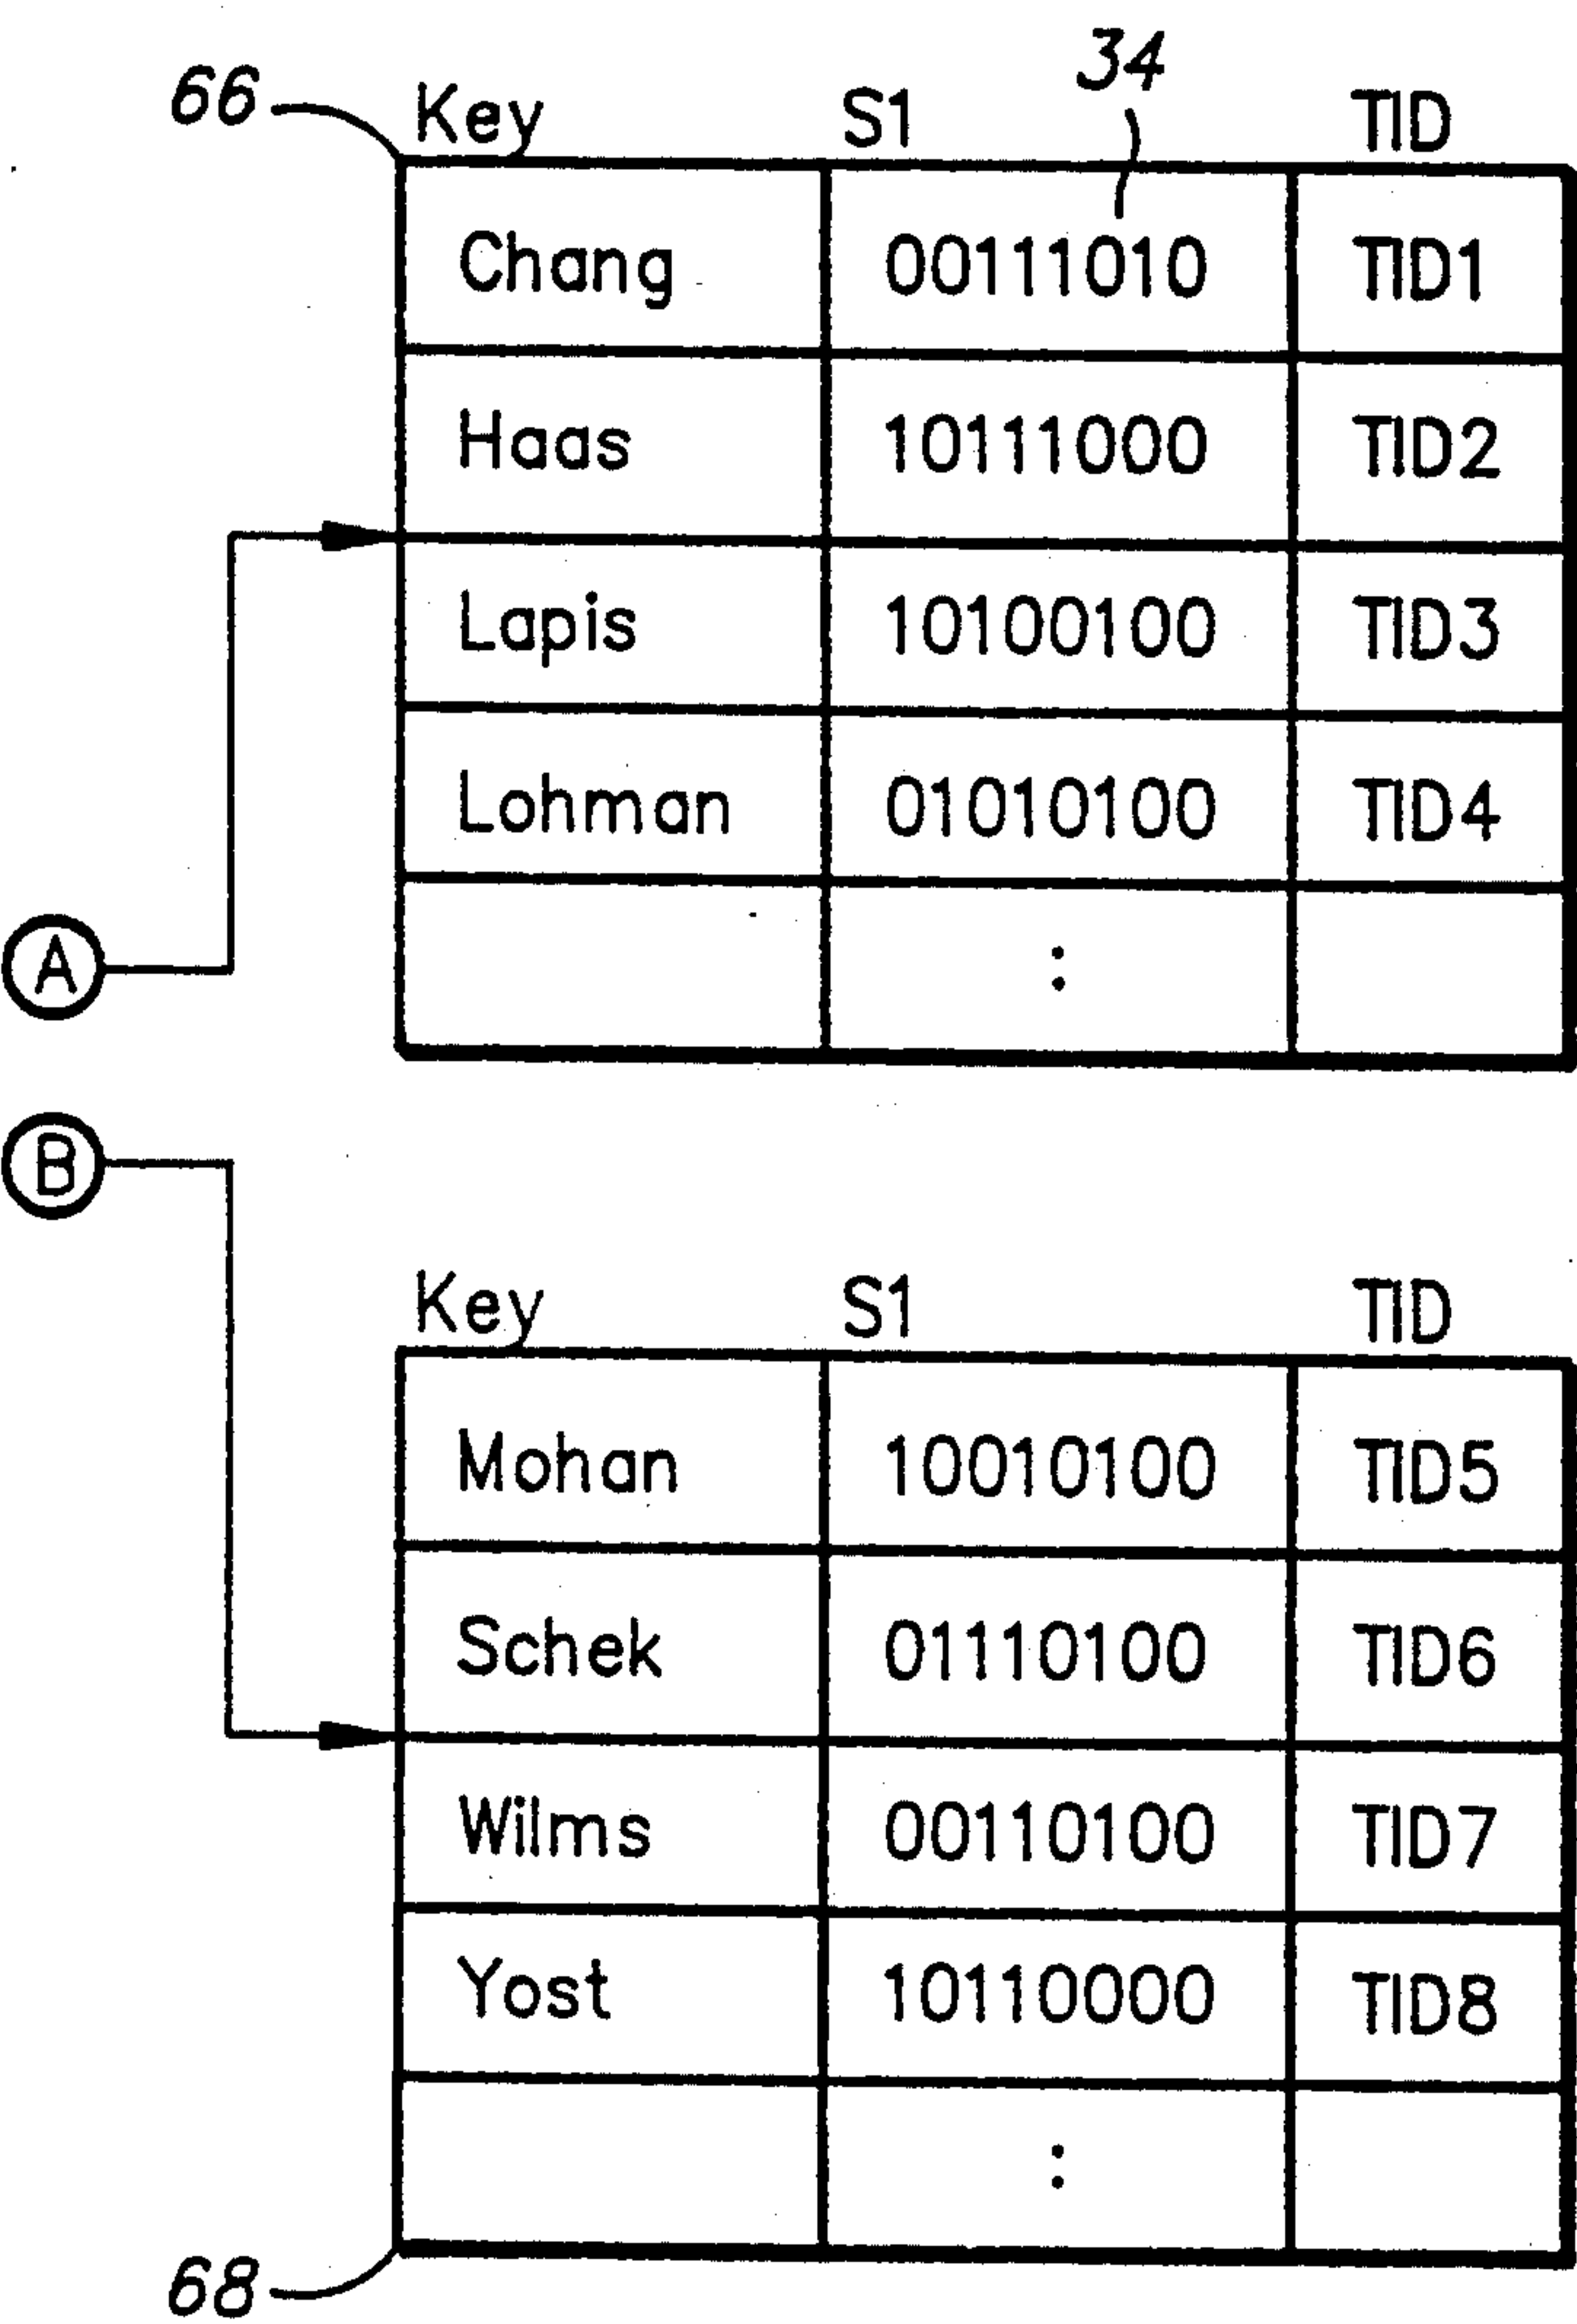 66 34
Key S1 TID
Chang 00111010 TID1
Haas 10111000 TID2
Lapis 10100100 TID3
Lohman 01010100 TID4
A :
B
Key S1 TID
Mohan 10010100 TID5
Schek 01110100 TID6
Wilms 00110100 TID7
Yost 10110000 TID8
:
68